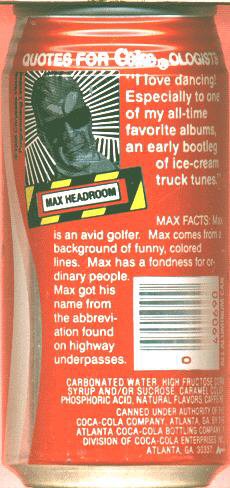 QUOTES FOR Coke OLOGISTS
"I love dancing!
Especially to one
of my all-time
favorite albums,
an early bootleg
of ice-cream
truck tunes."
MAX HEADROOM
MAX FACTS: Max
is an avid golfer. Max comes from a
background of funny, colored
lines. Max has a fondness for or-
dinary people.
Max got his
name from
the abbrevi-
ation found
on highway
underpasses.
0
CARBONATED WATER, HIGH FRUCTOSE CORN
SYRUP AND/OR SUCROSE, CARAMEL COLOR,
PHOSPHORIC ACID, NATURAL FLAVORS, CAFFEINE
CANNED UNDER AUTHORITY OF THE
COCA-COLA COMPANY, ATLANTA, GA BY THE
ATLANTA COCA-COLA BOTTLING COMPANY
DIVISION OF COCA-COLA ENTERPRISES INC.
ATLANTA, GA 30337.